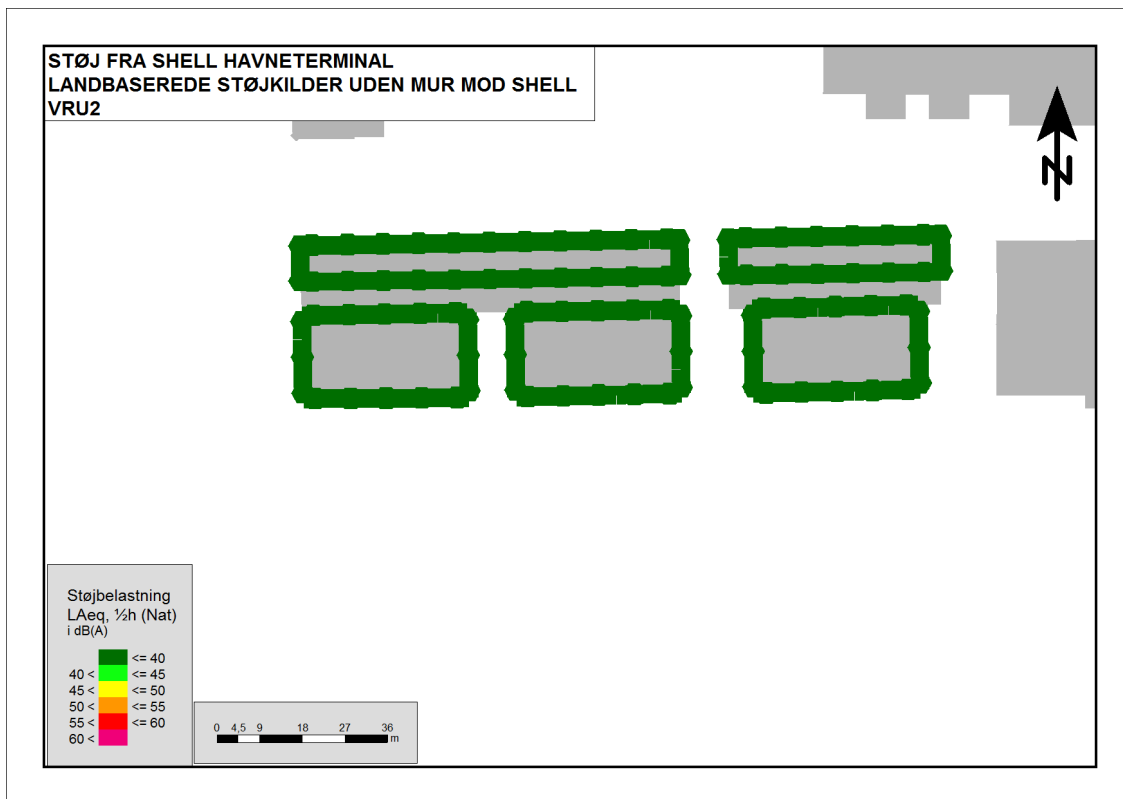 STØJ FRA SHELL HAVNETERMINAL
LANDBASEREDE STØJKILDER UDEN MUR MOD SHELL
VRU2
N
Støjbelastning
LAeq, ½h (Nat)
i dB(A)
<= 40
40 < <= 45
45 < <= 50
50 < <= 55
55 < <= 60
60 <
0 4,5 9 18 27 36
m